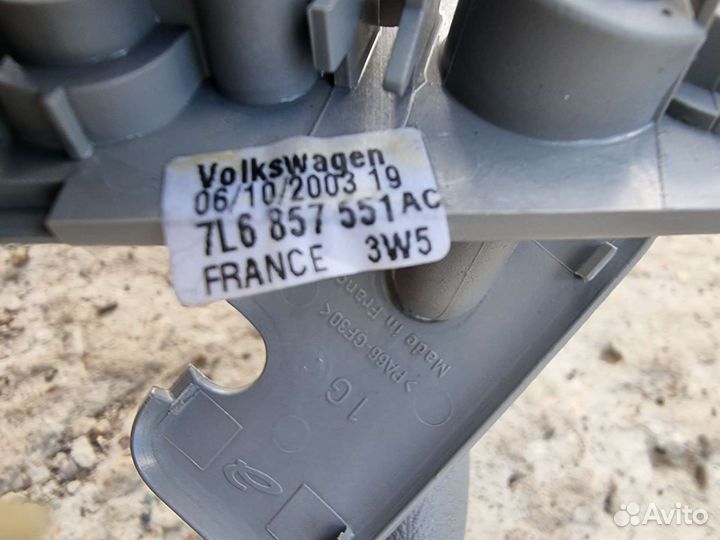 Volkswagen
06/10/2003 19
7L6 857 551 AC
FRANCE 3W5
Made in France
>PA66-GF30<
1G
Avito